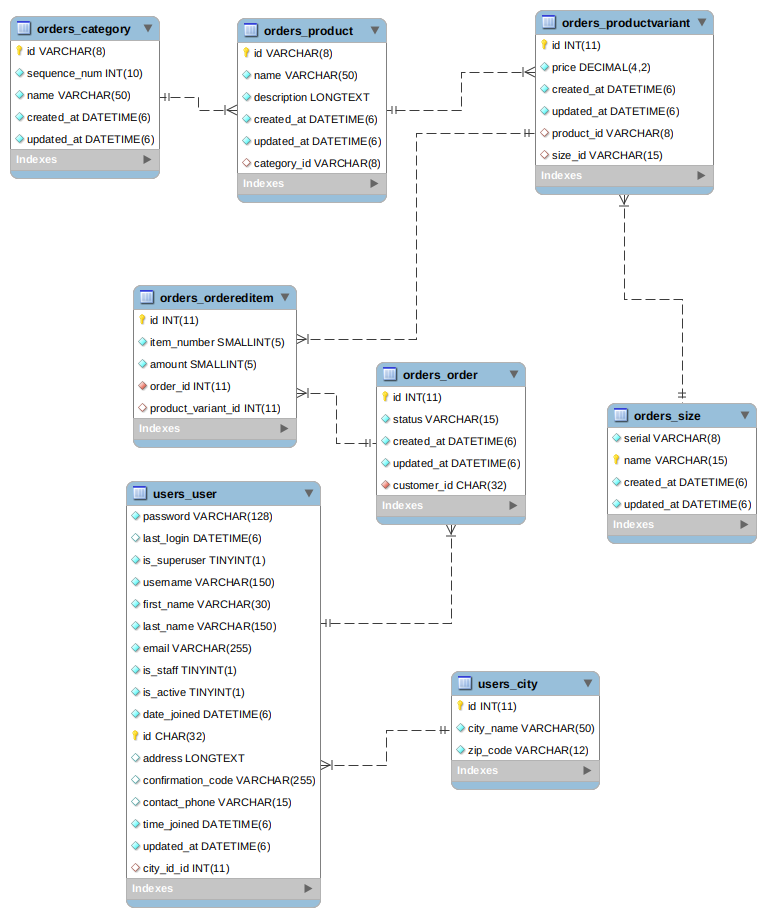 orders_category
id VARCHAR(8)
sequence_num INT(10)
name VARCHAR(50)
created_at DATETIME(6)
updated_at DATETIME(6)
Indexes
orders_product
id VARCHAR(8)
name VARCHAR(50)
description LONGTEXT
created_at DATETIME(6)
updated_at DATETIME(6)
category_id VARCHAR(8)
Indexes
orders_productvariant
id INT(11)
price DECIMAL(4,2)
created_at DATETIME(6)
updated_at DATETIME(6)
product_id VARCHAR(8)
size_id VARCHAR(15)
Indexes
orders_ordereditem
id INT(11)
item_number SMALLINT(5)
amount SMALLINT(5)
order_id INT(11)
product_variant_id INT(11)
Indexes
orders_order
id INT(11)
status VARCHAR(15)
created_at DATETIME(6)
updated_at DATETIME(6)
customer_id CHAR(32)
Indexes
orders_size
serial VARCHAR(8)
name VARCHAR(15)
created_at DATETIME(6)
updated_at DATETIME(6)
Indexes
users_user
password VARCHAR(128)
last_login DATETIME(6)
is_superuser TINYINT(1)
username VARCHAR(150)
first_name VARCHAR(30)
last_name VARCHAR(150)
email VARCHAR(255)
is_staff TINYINT(1)
is_active TINYINT(1)
date_joined DATETIME(6)
id CHAR(32)
address LONGTEXT
confirmation_code VARCHAR(255)
contact_phone VARCHAR(15)
time_joined DATETIME(6)
updated_at DATETIME(6)
city_id_id INT(11)
Indexes
users_city
id INT(11)
city_name VARCHAR(50)
zip_code VARCHAR(12)
Indexes